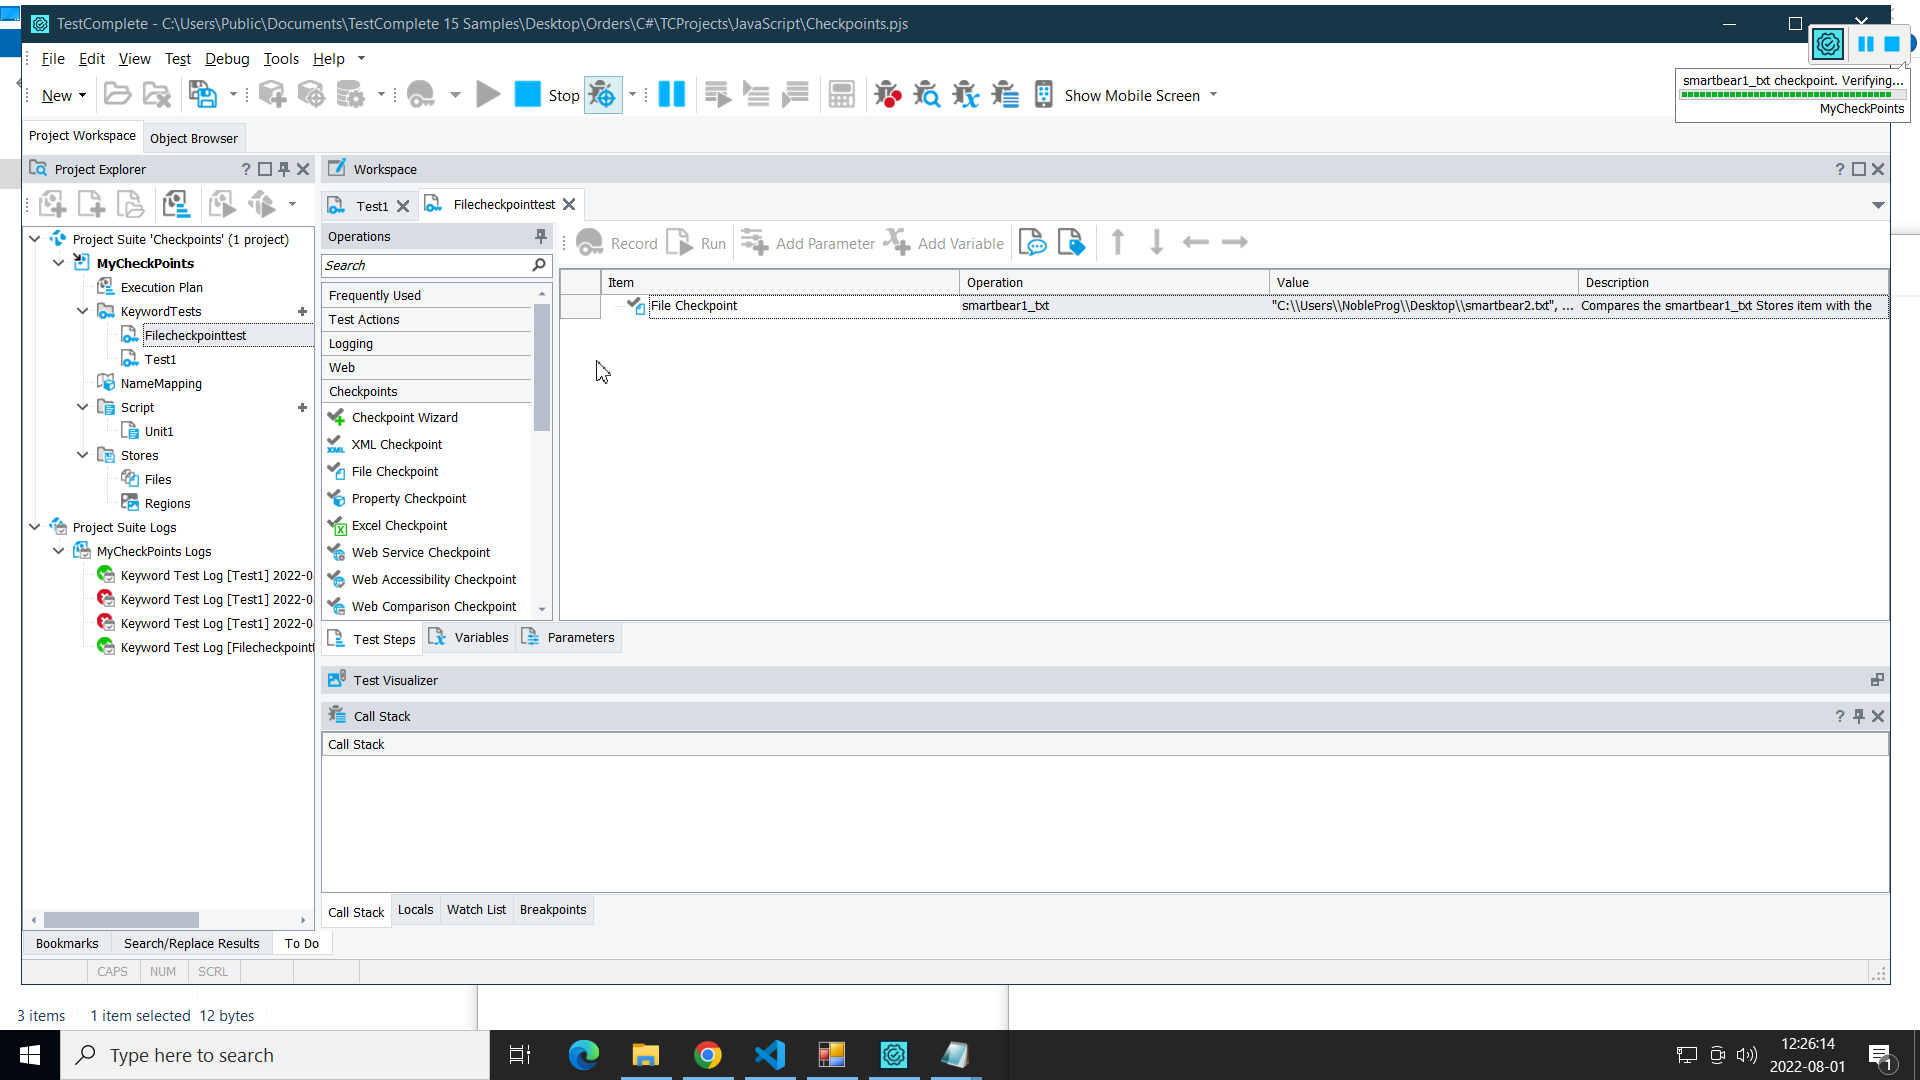 TestComplete - C:\Users\Public\Documents\TestComplete 15 Samples\Desktop\Orders\C#\TCProjects\JavaScript\Checkpoints.pjs
File Edit View Test Debug Tools Help
smartbear1_txt checkpoint. Verifying...
MyCheckPoints
New Stop Show Mobile Screen
Project Workspace Object Browser
Project Explorer
Workspace
Test1 Filecheckpointtest
Project Suite 'Checkpoints' (1 project)
MyCheckPoints
Execution Plan
KeywordTests
Filecheckpointtest
Test1
NameMapping
Script
Unit1
Stores
Files
Regions
Project Suite Logs
MyCheckPoints Logs
Keyword Test Log [Test1] 2022-0
Keyword Test Log [Test1] 2022-0
Keyword Test Log [Test1] 2022-0
Keyword Test Log [Filecheckpointt
Operations
Search
Frequently Used
Test Actions
Logging
Web
Checkpoints
Checkpoint Wizard
XML Checkpoint
File Checkpoint
Property Checkpoint
Excel Checkpoint
Web Service Checkpoint
Web Accessibility Checkpoint
Web Comparison Checkpoint
Record Run Add Parameter Add Variable
Item Operation Value Description
File Checkpoint smartbear1_txt "C:\\Users\\NobleProg\\Desktop\\smartbear2.txt", ... Compares the smartbear1_txt Stores item with the
Test Steps Variables Parameters
Test Visualizer
Call Stack
Call Stack
Call Stack Locals Watch List Breakpoints
Bookmarks Search/Replace Results To Do
CAPS NUM SCRL
3 items 1 item selected 12 bytes
Type here to search
12:26:14
2022-08-01
1